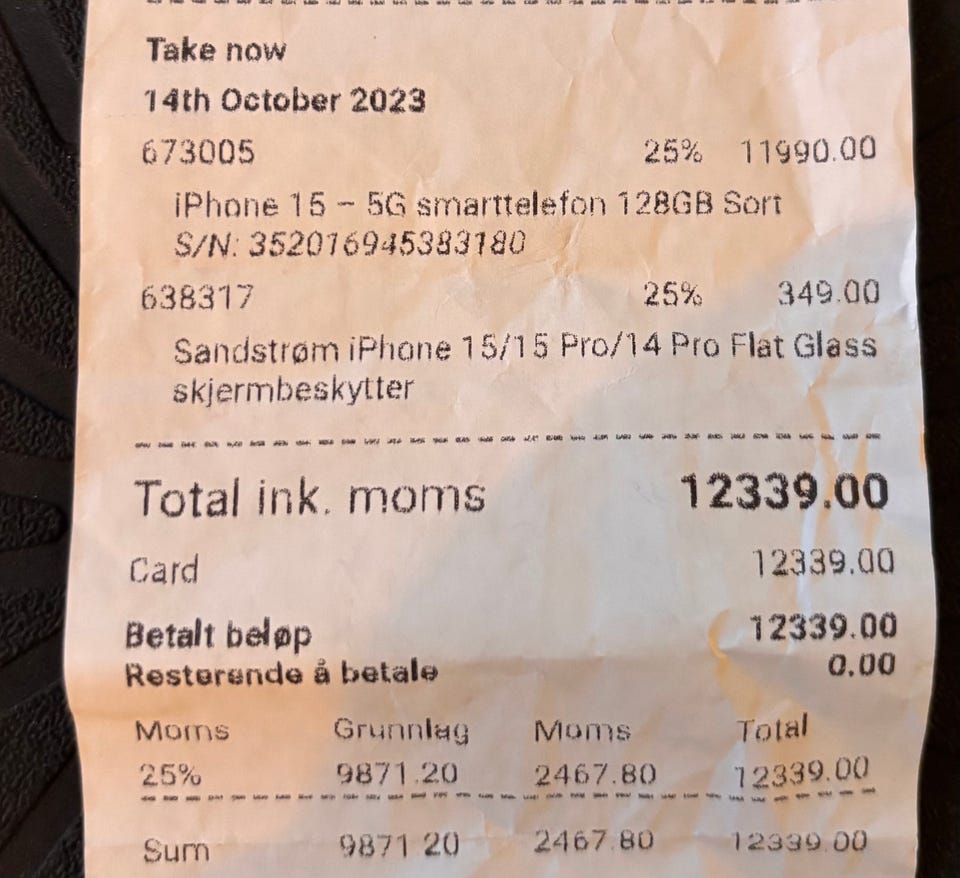 Take now
14th October 2023
673005 25% 11990.00
iPhone 15 - 5G smarttelefon 128GB Sort
S/N: 352016945383180
638317 25% 349.00
Sandstrøm iPhone 15/15 Pro/14 Pro Flat Glass
skjermbeskytter
Total ink. moms 12339.00
Card 12339.00
Betalt beløp 12339.00
Resterende å betale 0.00
Moms Grunnlag Moms Total
25% 9871.20 2467.80 12339.00
Sum 9871.20 2467.80 12339.00